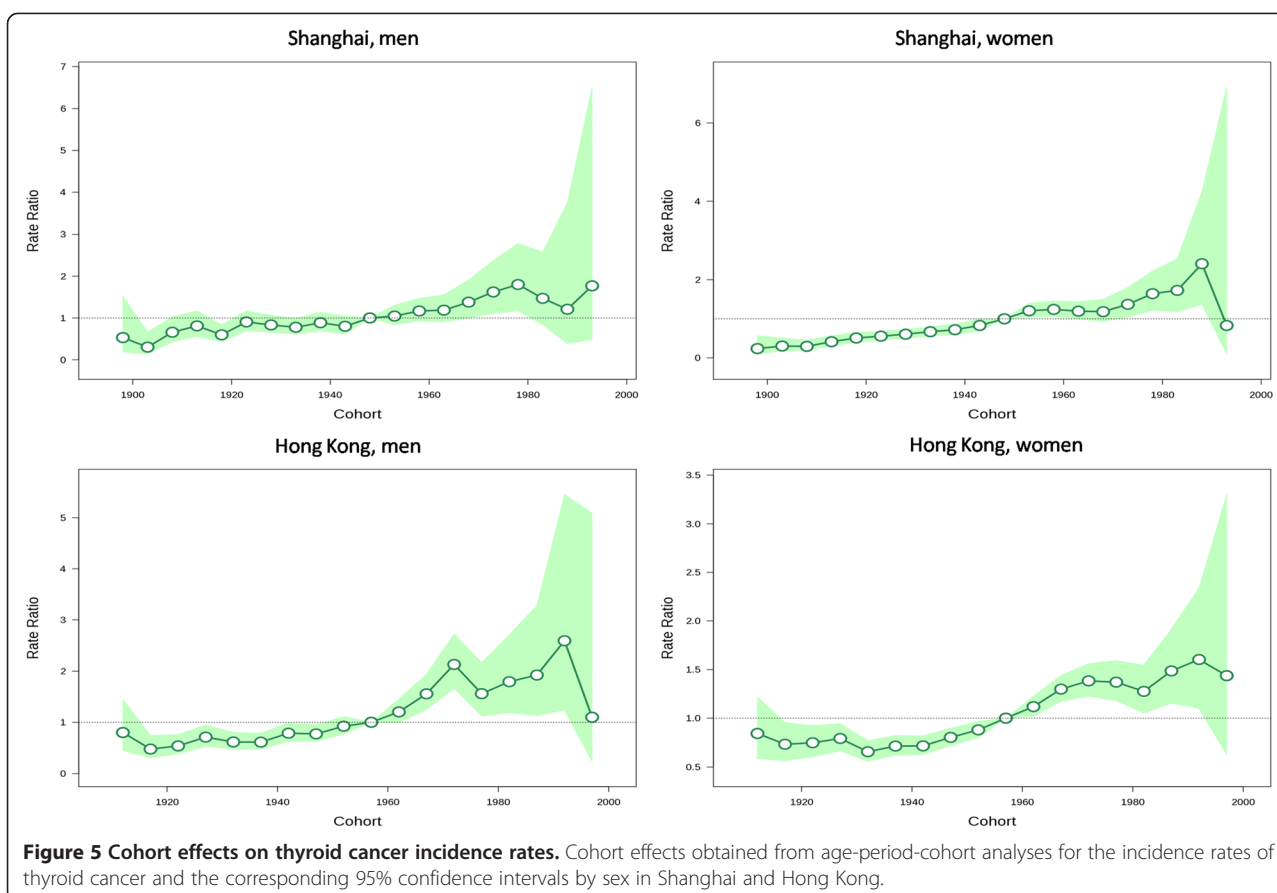 Shanghai, men
7
6
5
4
3
2
1
0
Rate Ratio
1900 1920 1940 1960 1980 2000
Cohort
Shanghai, women
6
4
2
0
Rate Ratio
1900 1920 1940 1960 1980 2000
Cohort
Hong Kong, men
5
4
3
2
1
0
Rate Ratio
1920 1940 1960 1980 2000
Cohort
Hong Kong, women
3.5
3.0
2.5
2.0
1.5
1.0
0.5
Rate Ratio
1920 1940 1960 1980 2000
Cohort
Figure 5 Cohort effects on thyroid cancer incidence rates. Cohort effects obtained from age-period-cohort analyses for the incidence rates of
thyroid cancer and the corresponding 95% confidence intervals by sex in Shanghai and Hong Kong.